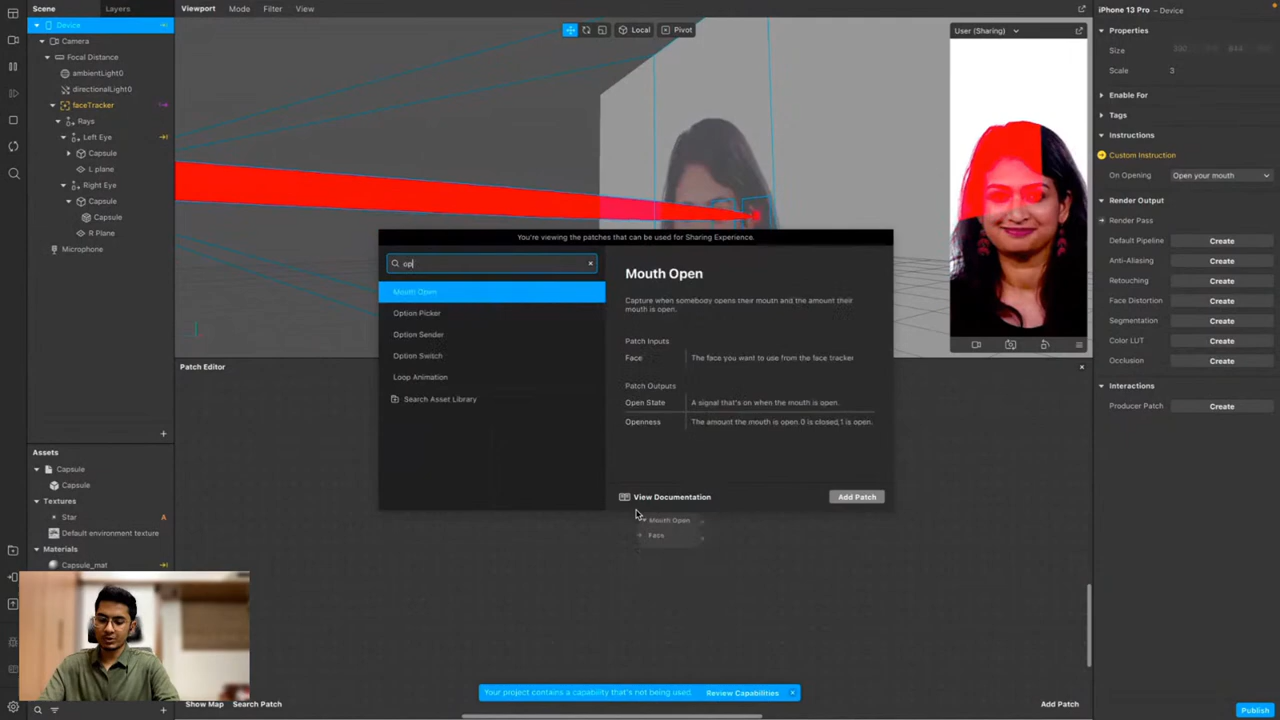 Scene
Layers
Device
Camera
Focal Distance
ambientLight0
directionalLight0
faceTracker
Rays
Left Eye
Capsule
L plane
Right Eye
Capsule
Capsule
R Plane
Microphone
Assets
Capsule
Capsule
Textures
Star
A
Default environment texture
Materials
Capsule_mat
Viewport
Mode
Filter
View
Local
Pivot
User (Sharing)
You're viewing the patches that can be used for Sharing Experience.
op
Mouth Open
Option Picker
Option Sender
Option Switch
Loop Animation
Search Asset Library
Mouth Open
Capture when somebody opens their mouth and the amount their
mouth is open.
Patch Inputs
Face
The face you want to use from the face tracker
Patch Outputs
Open State
A signal that's on when the mouth is open.
Openness
The amount the mouth is open. 0 is closed,1 is open.
View Documentation
Add Patch
Patch Editor
Mouth Open
Face
Your project contains a capability that's not being used.
Review Capabilities
Show Map
Search Patch
Add Patch
iPhone 13 Pro - Device
Properties
Size
Scale
3
Enable For
Tags
Instructions
Custom Instruction
On Opening
Open your mouth
Render Output
Render Pass
Default Pipeline
Create
Anti-Aliasing
Create
Retouching
Create
Face Distortion
Create
Segmentation
Create
Color LUT
Create
Occlusion
Create
Interactions
Producer Patch
Create
Publish